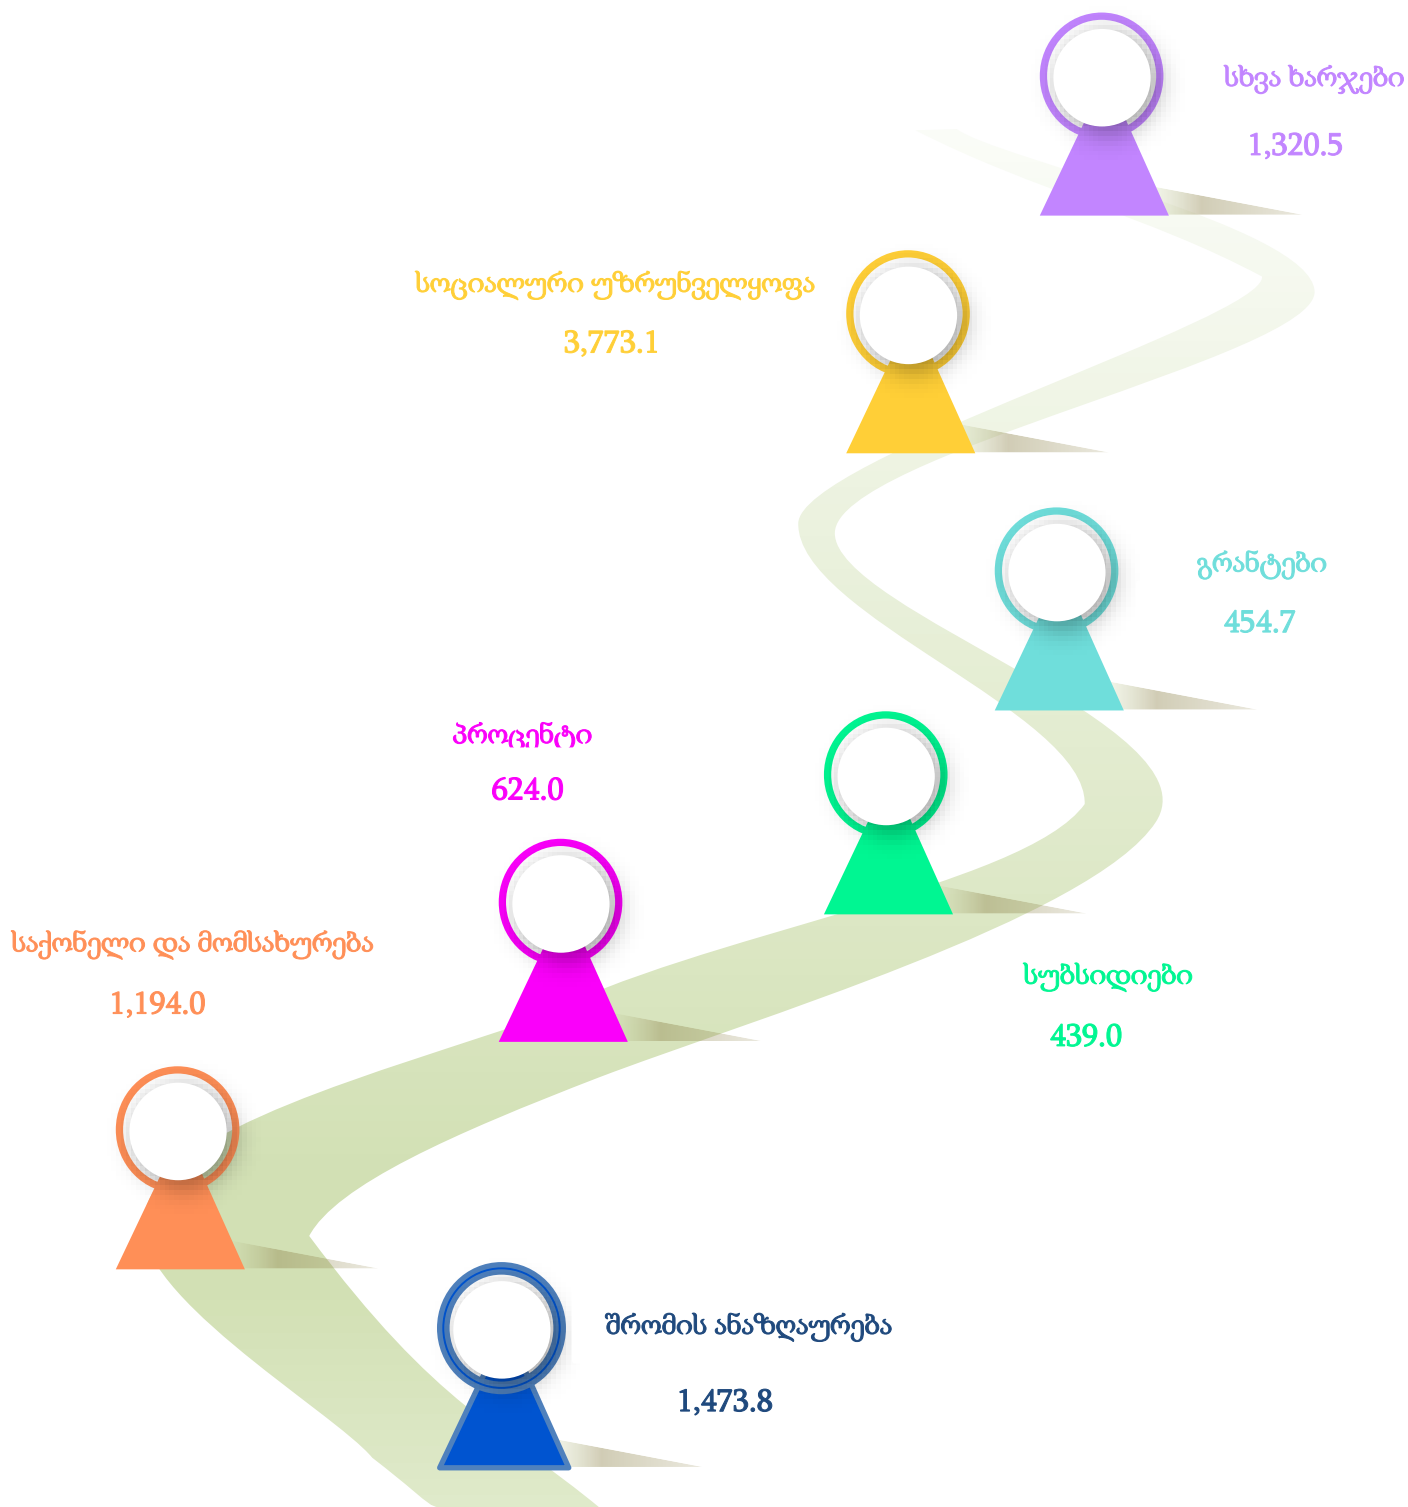 სხვა ხარჯები
1,320.5
სოციალური უზრუნველყოფა
3,773.1
გრანტები
454.7
პროცენტი
624.0
საქონელი და მომსახურება
1,194.0
სუბსიდიები
439.0
შრომის ანაზღაურება
1,473.8